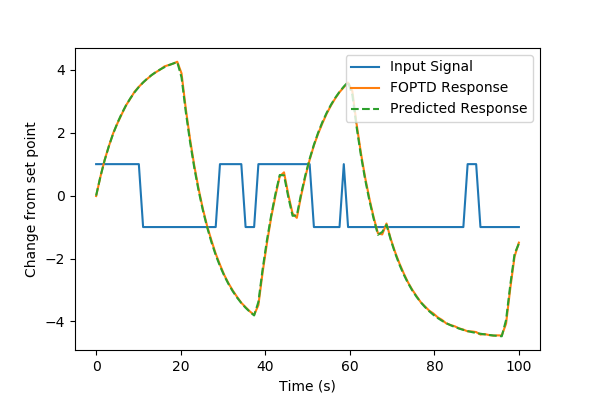 Input Signal
FOPTD Response
Predicted Response
Change from set point
4
2
0
−2
−4
0
20
40
60
80
100
Time (s)